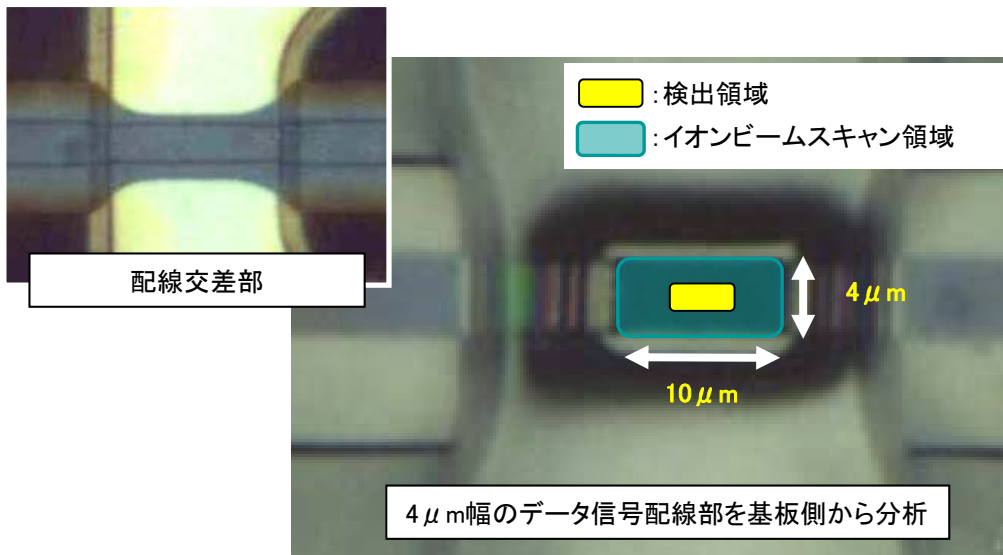 :検出領域
:イオンビームスキャン領域
配線交差部
4μm
10μm
4μm幅のデータ信号配線部を基板側から分析